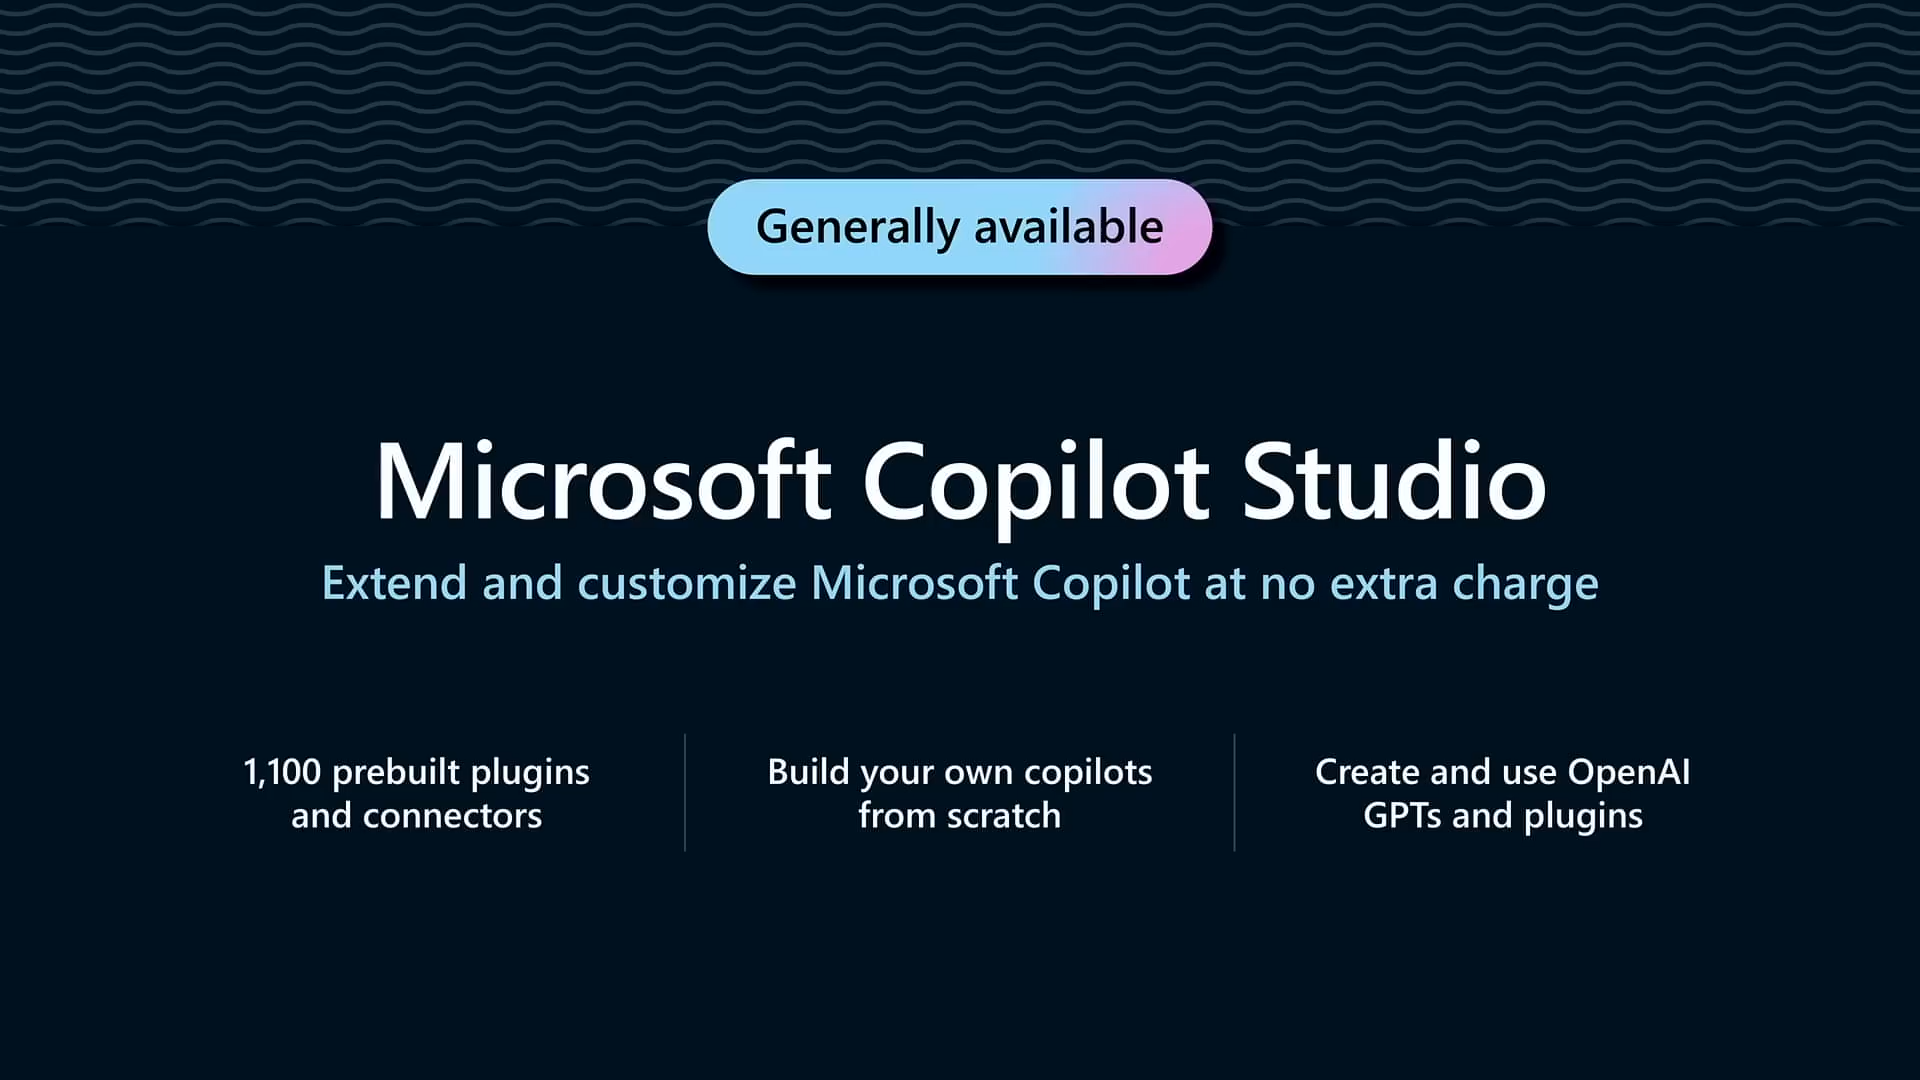 Generally available
Microsoft Copilot Studio
Extend and customize Microsoft Copilot at no extra charge
1,100 prebuilt plugins
and connectors
Build your own copilots
from scratch
Create and use OpenAI
GPTs and plugins